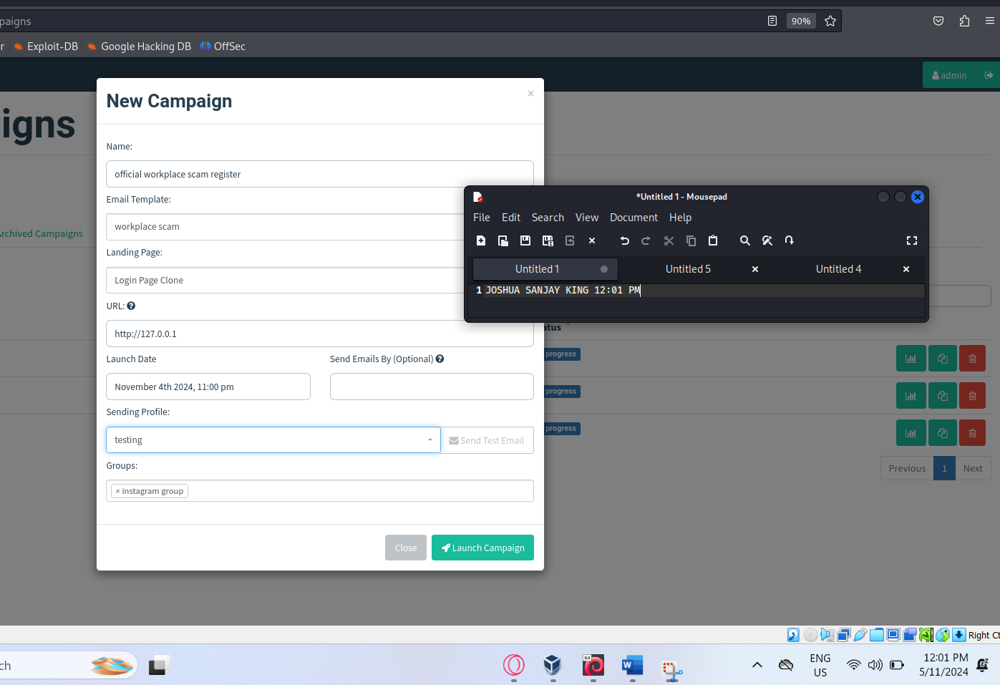 paigns
90%
r Exploit-DB Google Hacking DB OffSec
admin
igns
New Campaign
×
Name:
official workplace scam register
Email Template:
workplace scam
Archived Campaigns
Landing Page:
Login Page Clone
URL:
http://127.0.0.1
Launch Date
Send Emails By (Optional)
November 4th 2024, 11:00 pm
Sending Profile:
testing
Send Test Email
Groups:
× instagram group
Close
Launch Campaign
*Untitled 1 - Mousepad
File Edit Search View Document Help
Untitled 1
Untitled 5
Untitled 4
1 JOSHUA SANJAY KING 12:01 PM
atus
progress
progress
progress
Previous 1 Next
Right Ct
ch
64
W
ENG
US
12:01 PM
5/11/2024